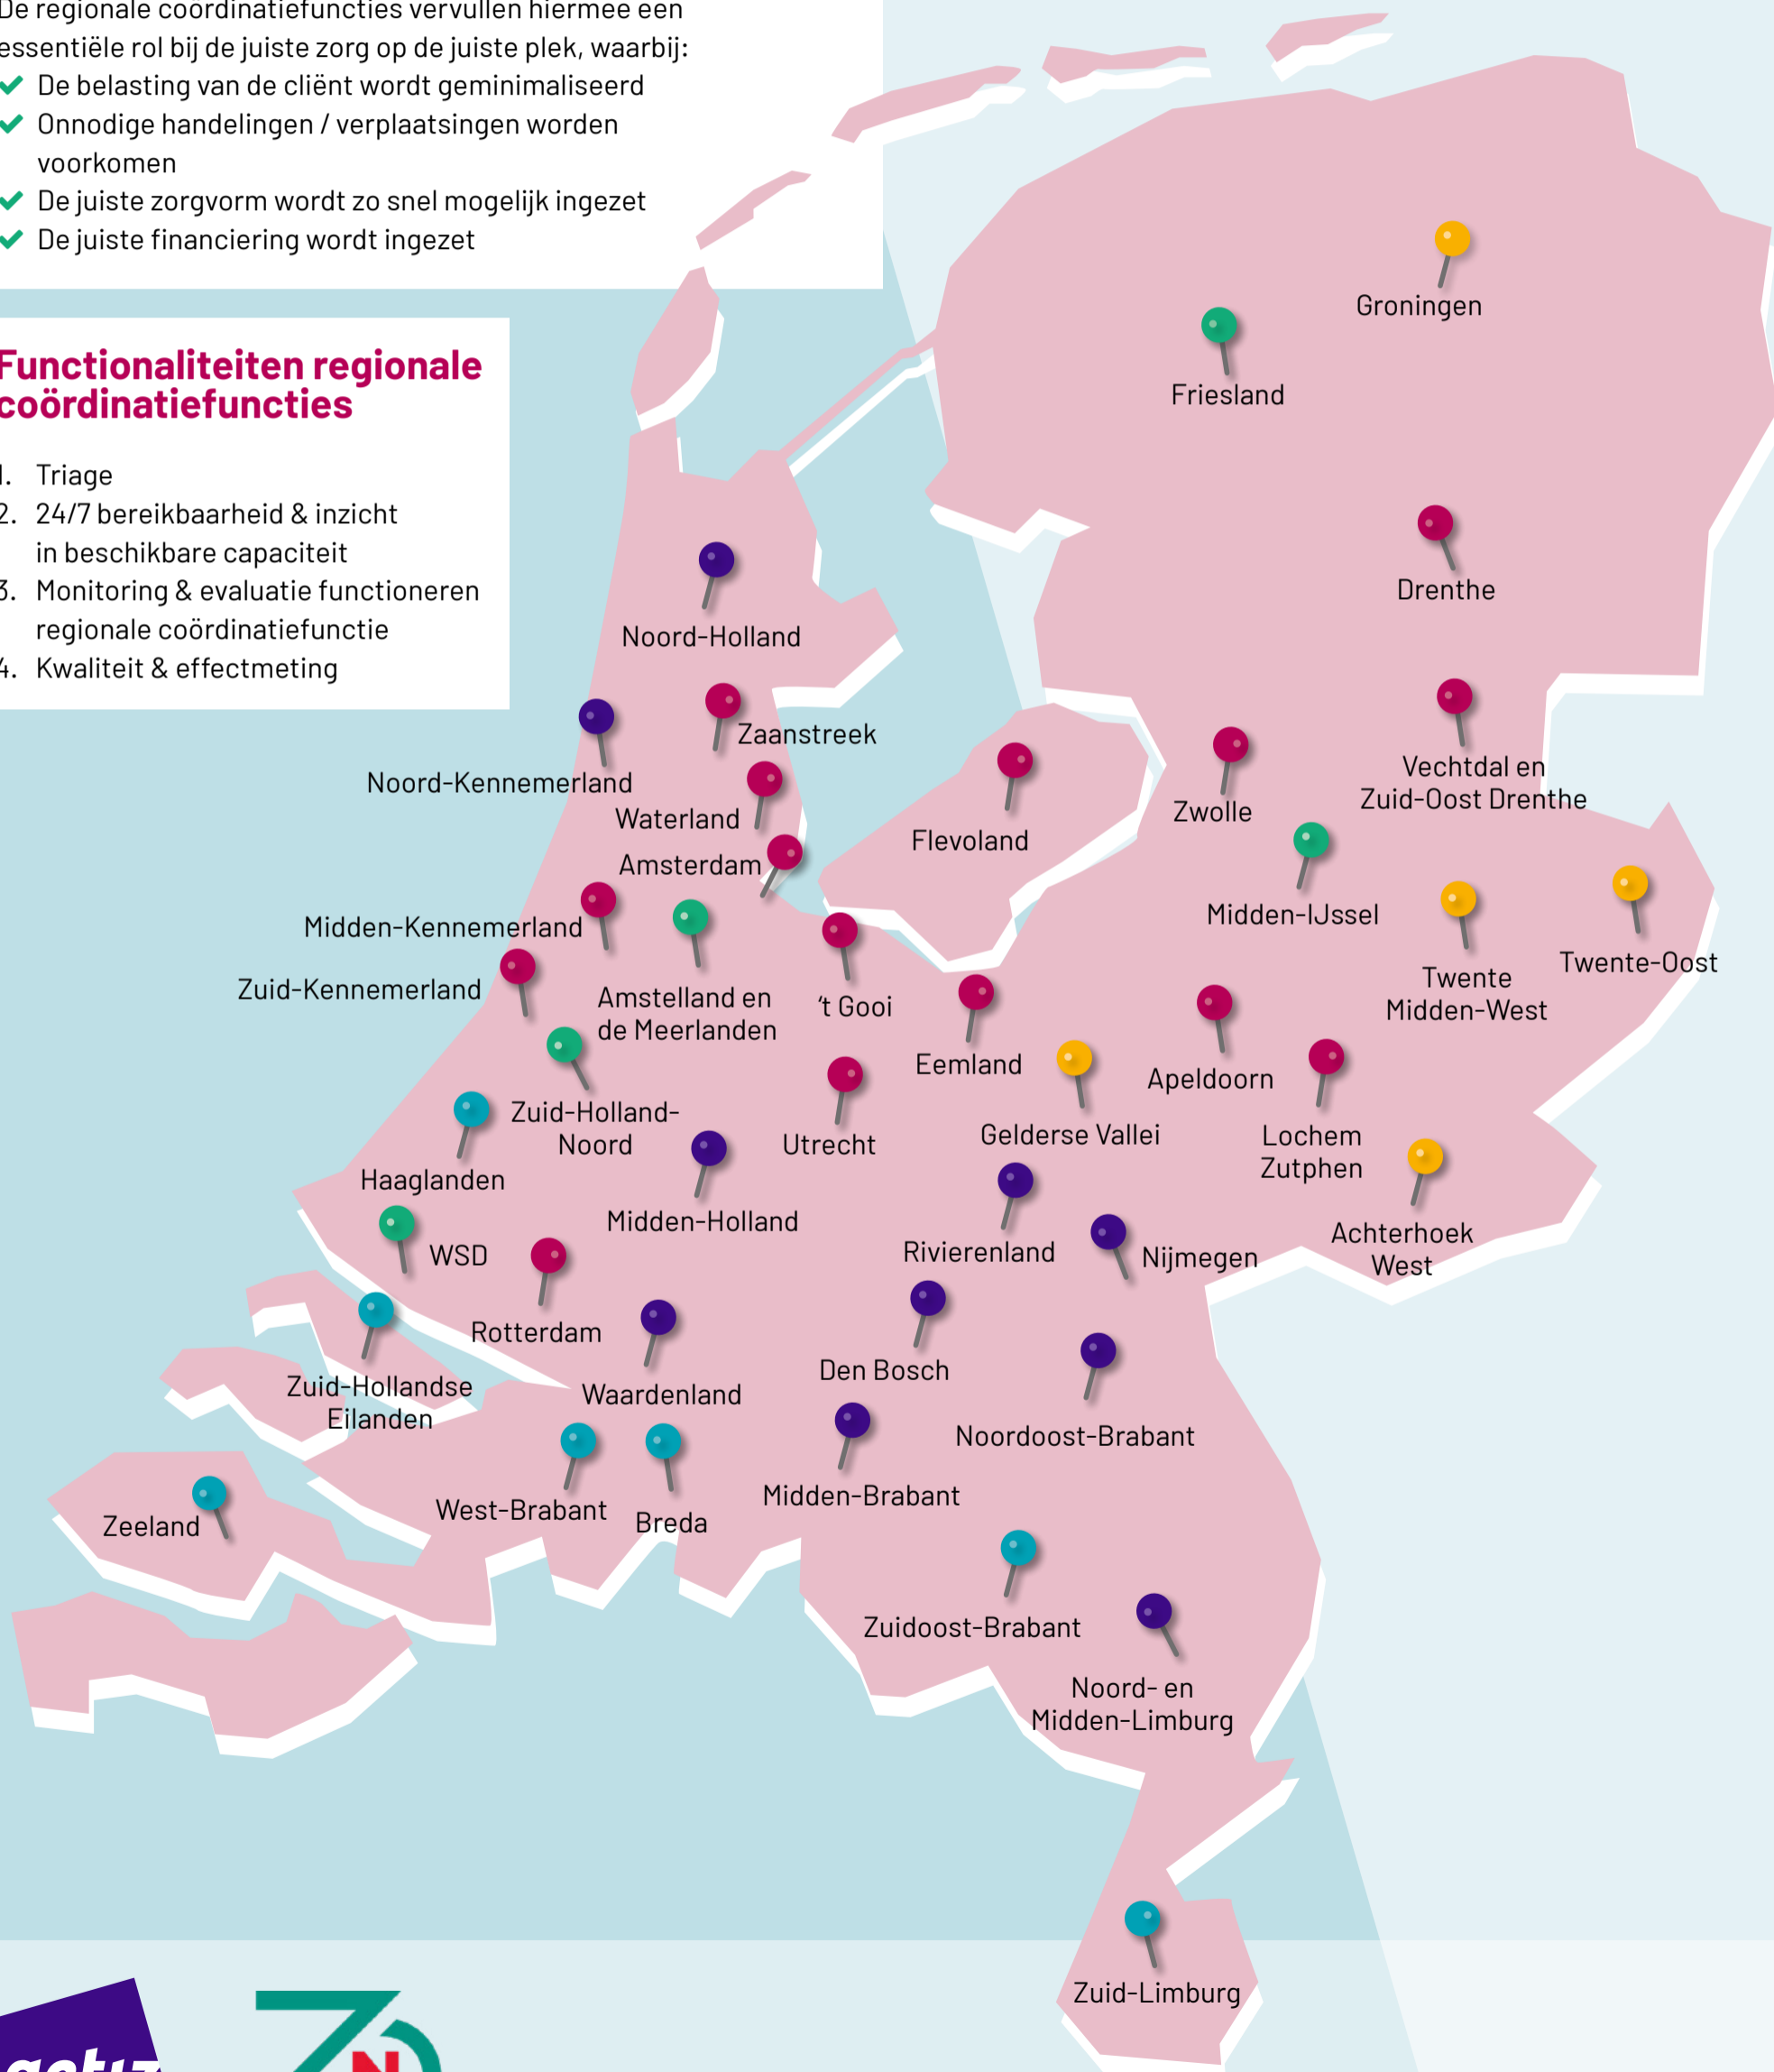 De regionale coördinatiefuncties vervullen hiermee een
essentiële rol bij de juiste zorg op de juiste plek, waarbij:
De belasting van de cliënt wordt geminimaliseerd
Onnodige handelingen / verplaatsingen worden
voorkomen
De juiste zorgvorm wordt zo snel mogelijk ingezet
De juiste financiering wordt ingezet
Functionaliteiten regionale
coördinatiefuncties
1. Triage
2. 24/7 bereikbaarheid & inzicht
in beschikbare capaciteit
3. Monitoring & evaluatie functioneren
regionale coördinatiefunctie
4. Kwaliteit & effectmeting
Groningen
Friesland
Drenthe
Noord-Holland
Zaanstreek
Noord-Kennemerland
Waterland
Amsterdam
Flevoland
Zwolle
Vechtdal en
Zuid-Oost Drenthe
Midden-IJssel
Twente-Oost
Twente
Midden-West
Midden-Kennemerland
Zuid-Kennemerland
Amstelland en
de Meerlanden
‘t Gooi
Eemland
Apeldoorn
Gelderse Vallei
Lochem
Zutphen
Zuid-Holland-
Noord
Utrecht
Haaglanden
Midden-Holland
Rivierenland
Nijmegen
Achterhoek
West
WSD
Rotterdam
Waardenland
Den Bosch
Zuid-Hollandse
Eilanden
Noordoost-Brabant
Midden-Brabant
West-Brabant
Breda
Zeeland
Zuidoost-Brabant
Noord- en
Midden-Limburg
Zuid-Limburg
ZN